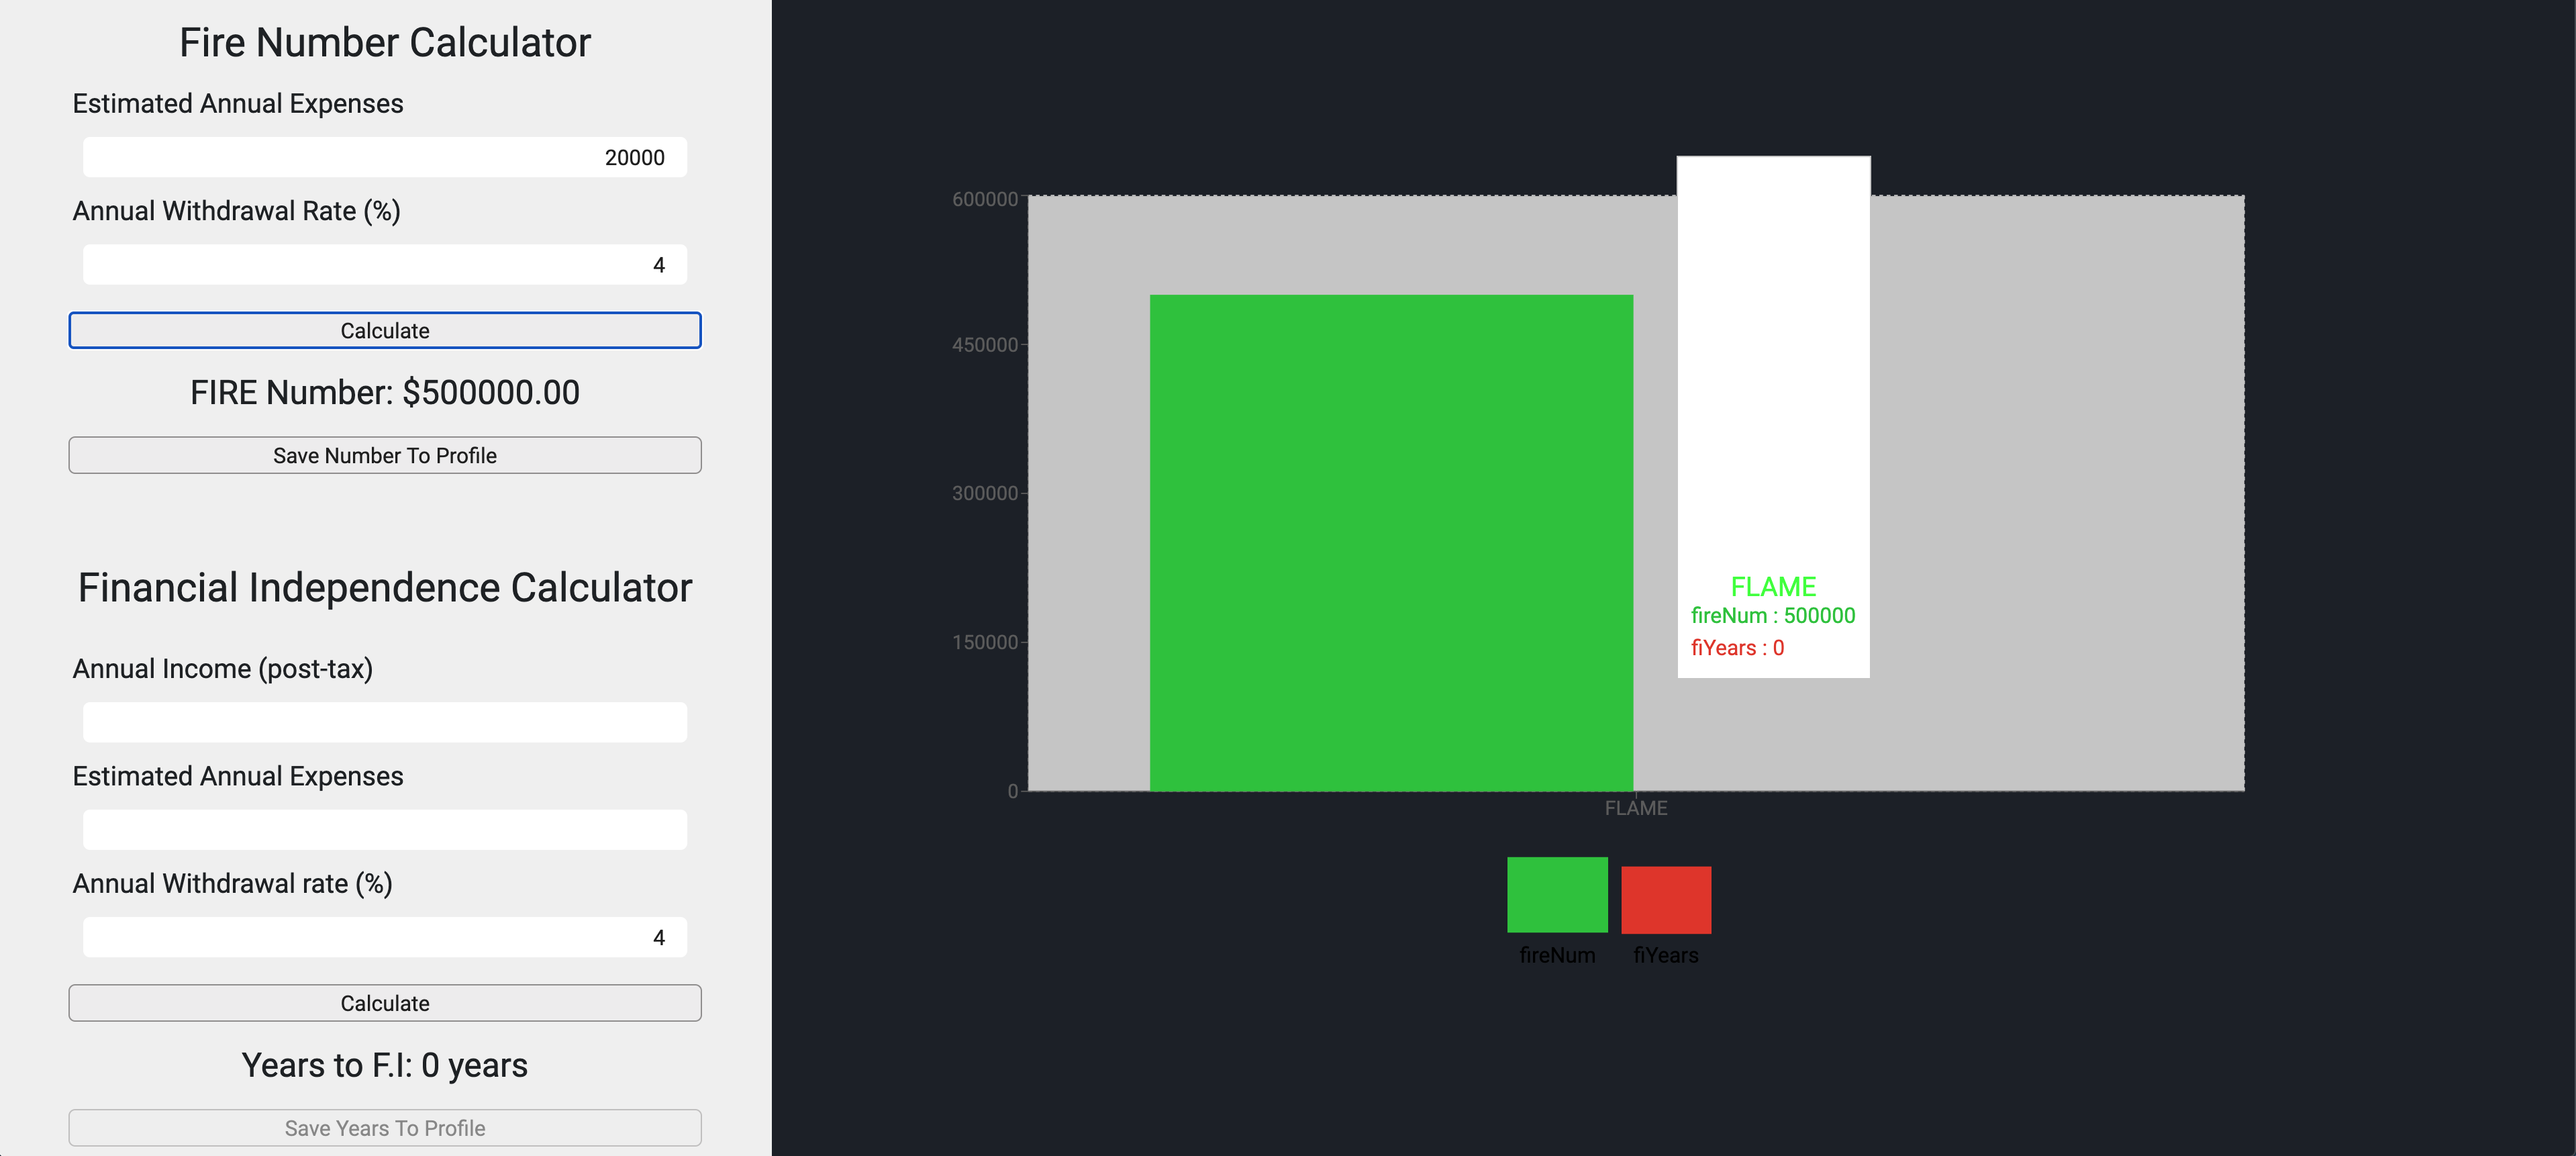 Fire Number Calculator
Estimated Annual Expenses
20000
Annual Withdrawal Rate (%)
4
Calculate
FIRE Number: $500000.00
Save Number To Profile
Financial Independence Calculator
Annual Income (post-tax)
Estimated Annual Expenses
Annual Withdrawal rate (%)
4
Calculate
Years to F.I: 0 years
Save Years To Profile
600000
450000
300000
150000
0
FLAME
fireNum : 500000
fiYears : 0
FLAME
fireNum
fiYears